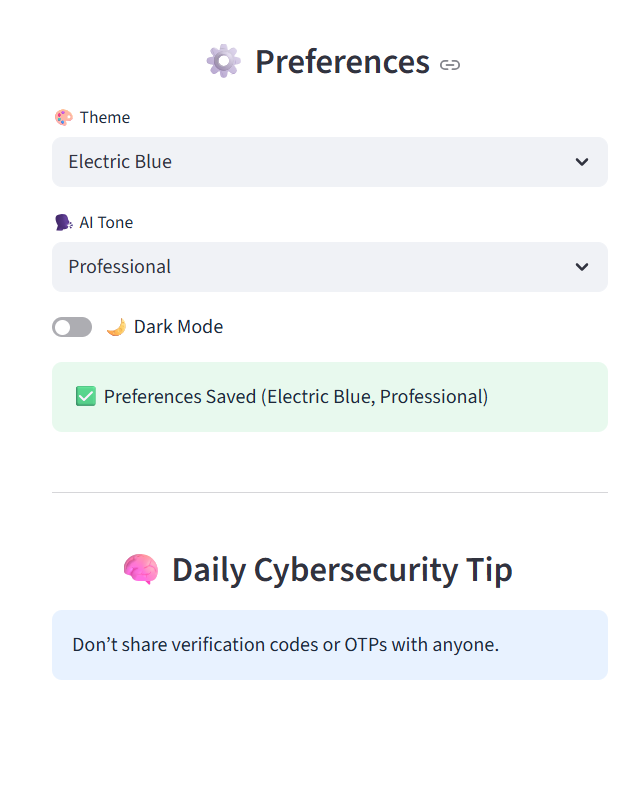 ⚙️ Preferences
🎨 Theme
Electric Blue
🗣️ AI Tone
Professional
🌙 Dark Mode
✅ Preferences Saved (Electric Blue, Professional)
🧠 Daily Cybersecurity Tip
Don’t share verification codes or OTPs with anyone.